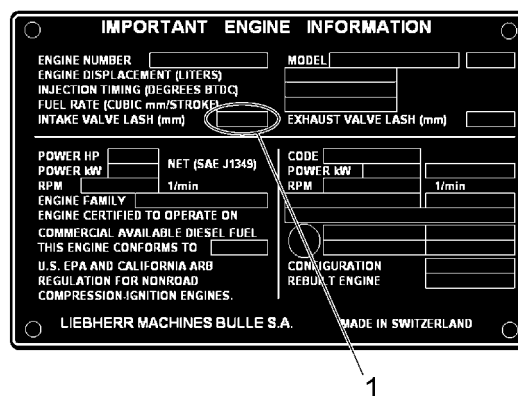 IMPORTANT ENGINE INFORMATION
ENGINE NUMBER MODEL
ENGINE DISPLACEMENT (LITERS)
INJECTION TIMING (DEGREES BTDC)
FUEL RATE (CUBIC mm/STROKE)
INTAKE VALVE LASH (mm) EXHAUST VALVE LASH (mm)
POWER HP
POWER kW
NET (SAE J1349)
RPM 1/min
ENGINE FAMILY
ENGINE CERTIFIED TO OPERATE ON
COMMERCIAL AVAILABLE DIESEL FUEL
THIS ENGINE CONFORMS TO
U.S. EPA AND CALIFORNIA ARB
REGULATION FOR NONROAD
COMPRESSION-IGNITION ENGINES.
CODE
POWER kW
RPM 1/min
CONFIGURATION
REBUILT ENGINE
LIEBHERR MACHINES BULLE S.A. MADE IN SWITZERLAND
1